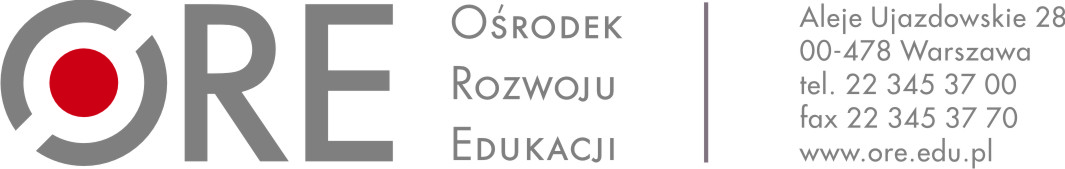 ORE
Ośrodek
Rozwoju
Edukacji
Aleje Ujazdowskie 28
00-478 Warszawa
tel. 22 345 37 00
fax 22 345 37 70
www.ore.edu.pl